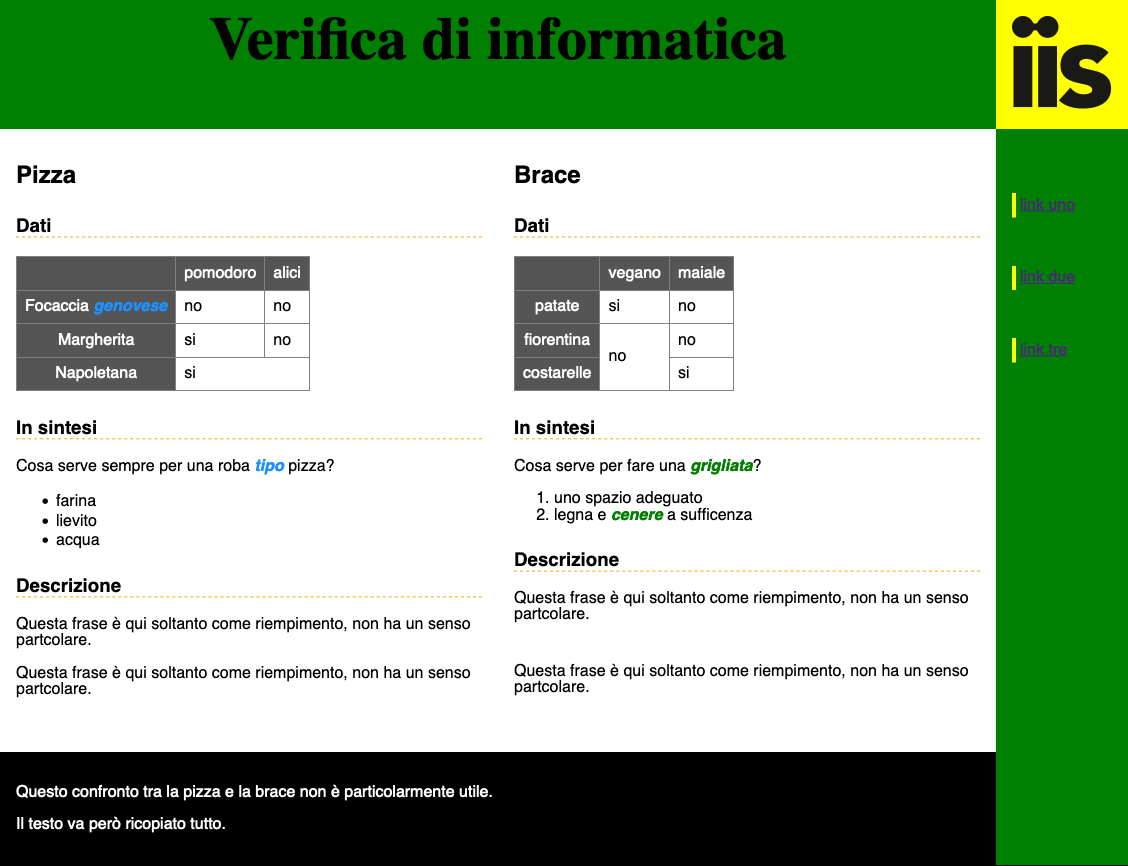 Verifica di informatica
iis
Pizza
Dati
pomodoro alici
Focaccia genovese no no
Margherita si no
Napoletana si
In sintesi
Cosa serve sempre per una roba tipo pizza?
• farina
• lievito
• acqua
Descrizione
Questa frase è qui soltanto come riempimento, non ha un senso
partcolare.
Questa frase è qui soltanto come riempimento, non ha un senso
partcolare.
Brace
Dati
vegano maiale
patate si no
fiorentina no no
costarelle si
In sintesi
Cosa serve per fare una grigliata?
1. uno spazio adeguato
2. legna e cenere a sufficenza
Descrizione
Questa frase è qui soltanto come riempimento, non ha un senso
partcolare.
Questa frase è qui soltanto come riempimento, non ha un senso
partcolare.
link uno
link due
link tre
Questo confronto tra la pizza e la brace non è particolarmente utile.
Il testo va però ricopiato tutto.